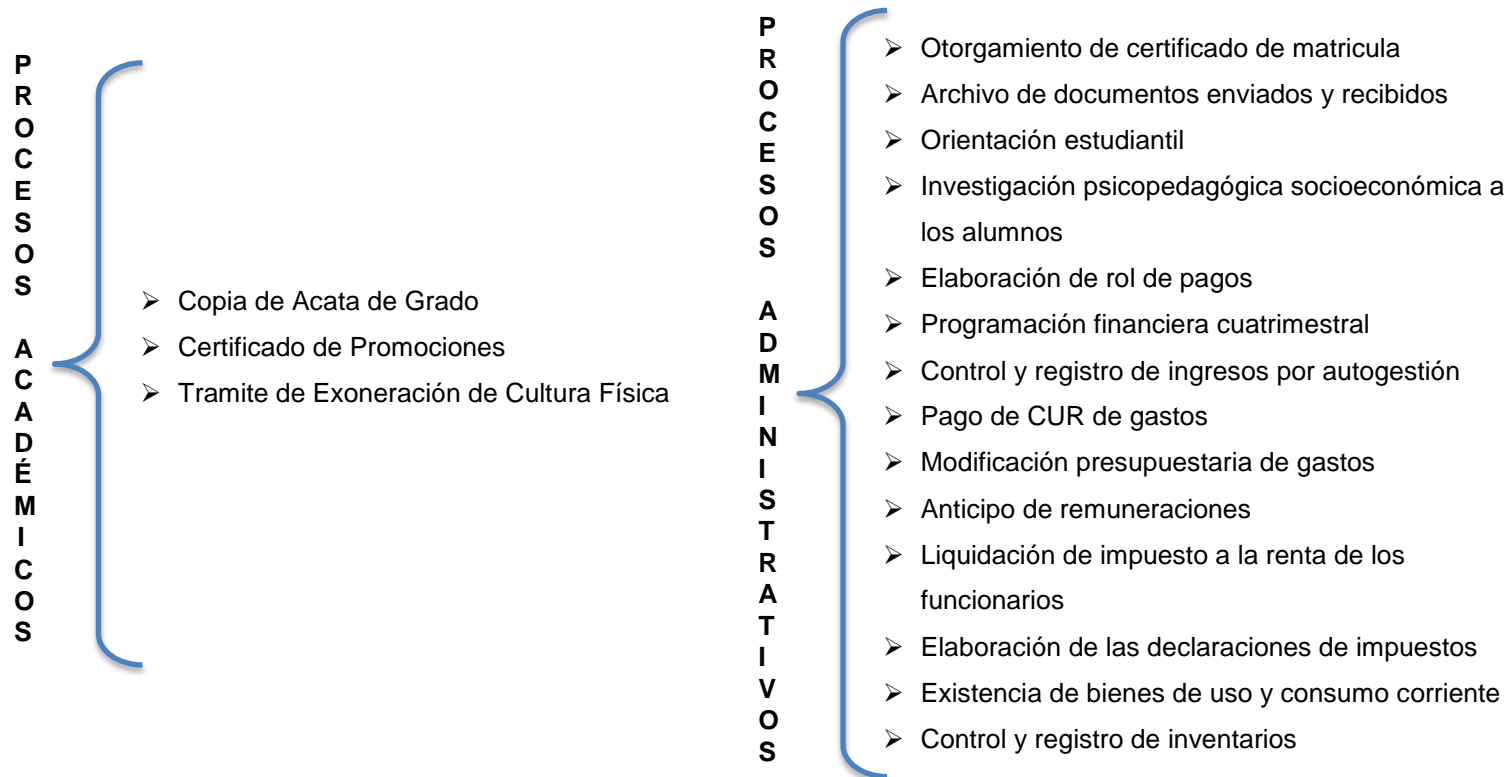 PROCESOS ACADÉMICOS
Copia de Acata de Grado
Certificado de Promociones
Tramite de Exoneración de Cultura Física
PROCESOS ADMINISTRATIVOS
Otorgamiento de certificado de matricula
Archivo de documentos enviados y recibidos
Orientación estudiantil
Investigación psicopedagógica socioeconómica a
los alumnos
Elaboración de rol de pagos
Programación financiera cuatrimestral
Control y registro de ingresos por autogestión
Pago de CUR de gastos
Modificación presupuestaria de gastos
Anticipo de remuneraciones
Liquidación de impuesto a la renta de los
funcionarios
Elaboración de las declaraciones de impuestos
Existencia de bienes de uso y consumo corriente
Control y registro de inventarios